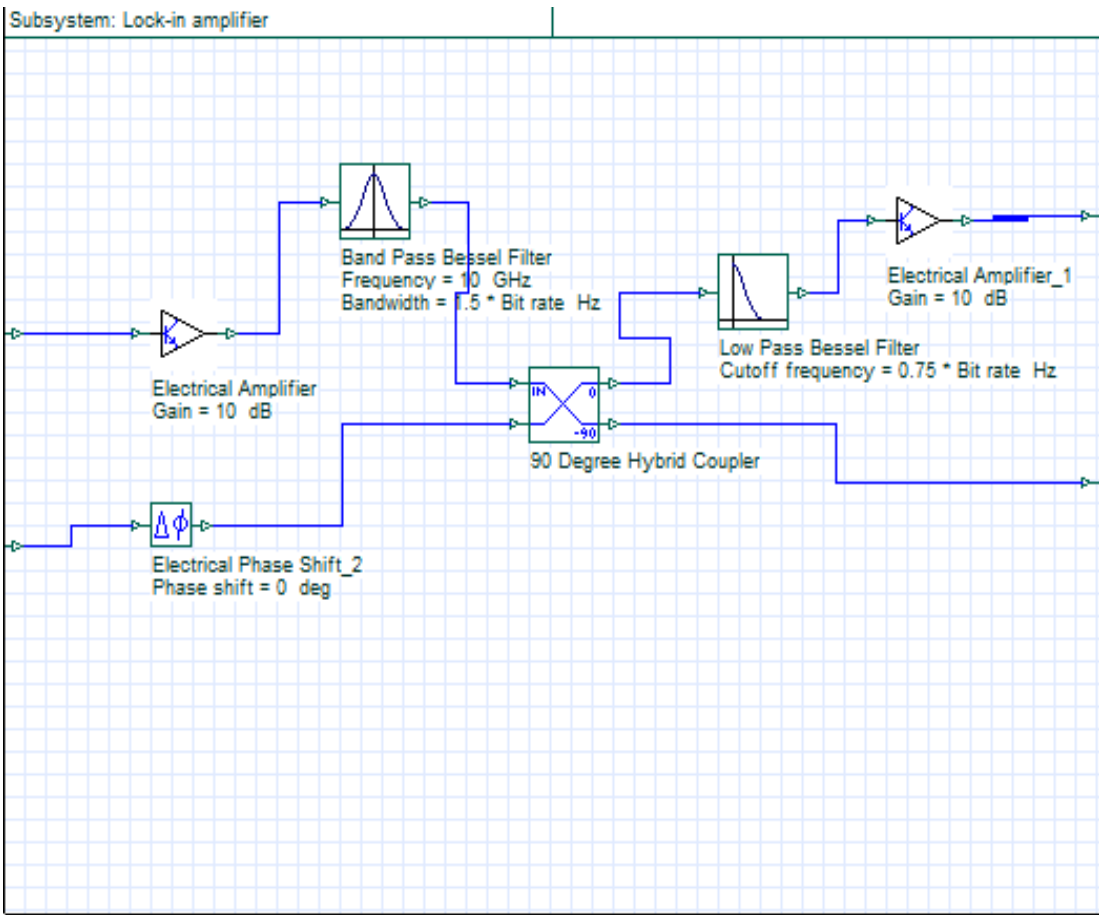 Subsystem: Lock-in amplifier
Band Pass Bessel Filter
Frequency = 10 GHz
Bandwidth = 1.5 * Bit rate Hz
Electrical Amplifier_1
Gain = 10 dB
Low Pass Bessel Filter
Cutoff frequency = 0.75 * Bit rate Hz
Electrical Amplifier
Gain = 10 dB
IN
0
-90
90 Degree Hybrid Coupler
Δϕ
Electrical Phase Shift_2
Phase shift = 0 deg